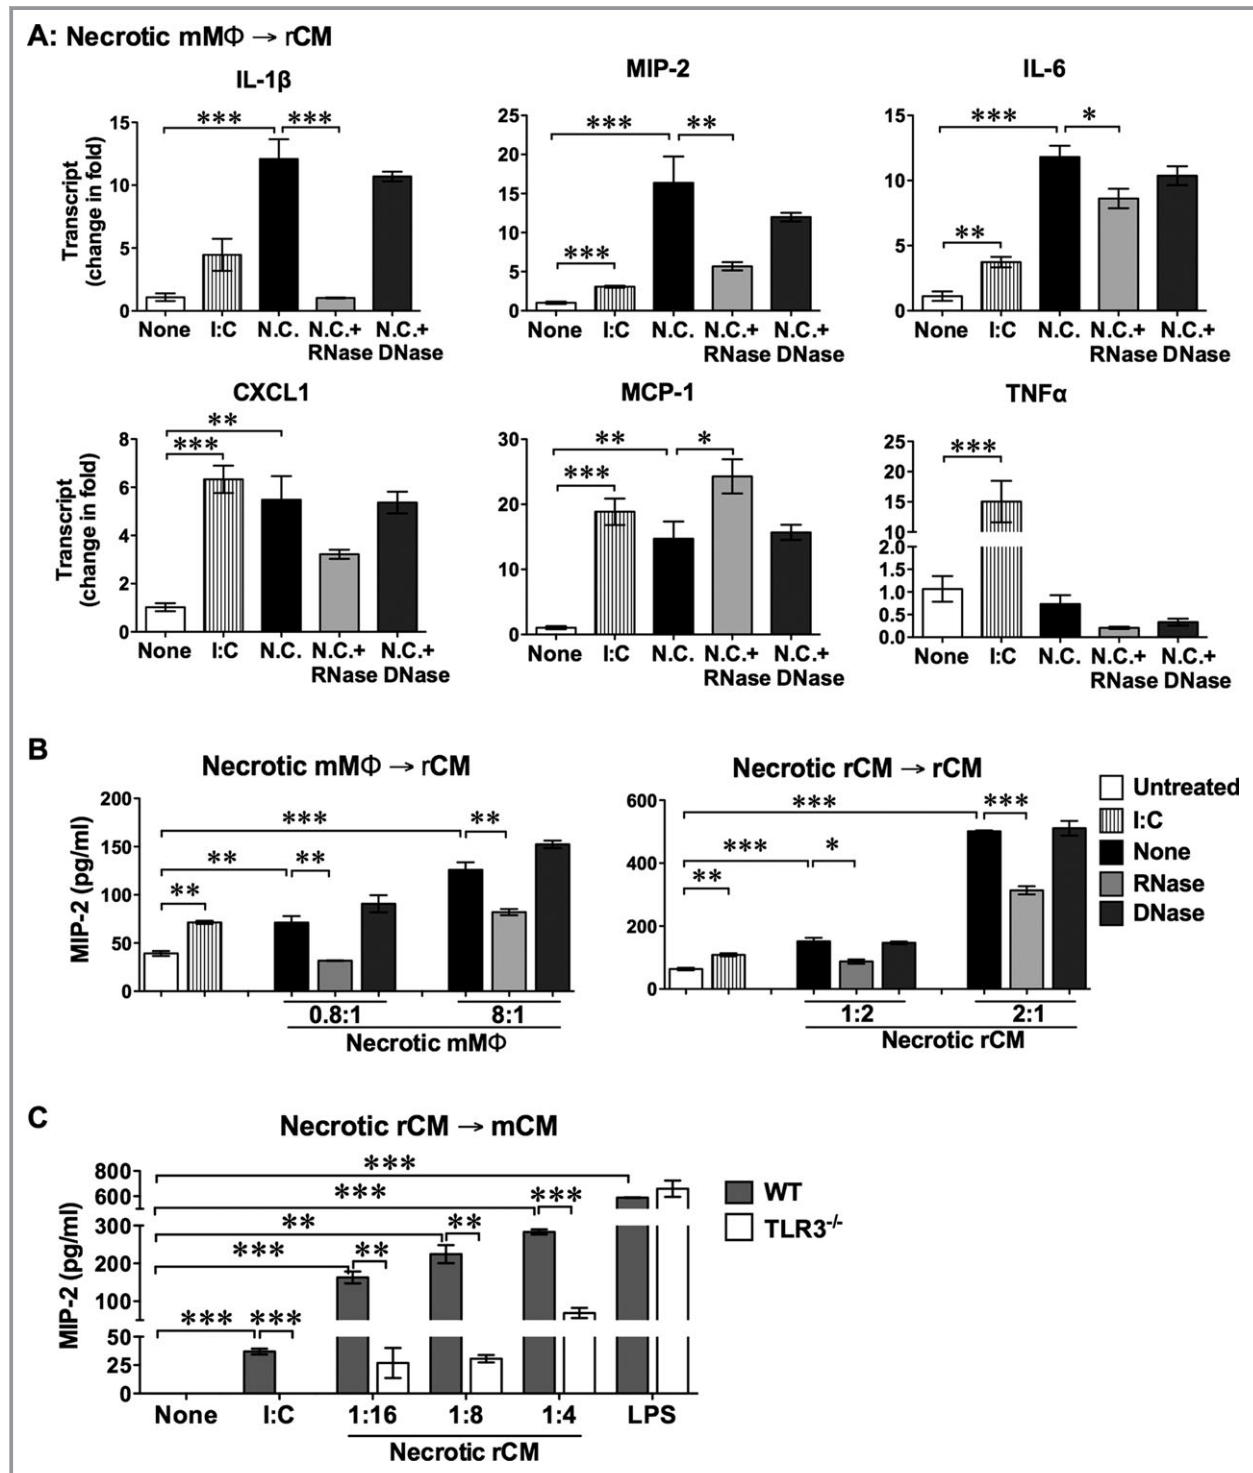 A: Necrotic mMΦ → rCM
IL-1β
MIP-2
IL-6
Transcript
(change in fold)
15
10
5
0
*** ***
None I:C N.C. N.C.+ N.C.+
RNase DNase
25
20
15
10
5
0
*** ** ***
None I:C N.C. N.C.+ N.C.+
RNase DNase
15
10
5
0
*** * **
None I:C N.C. N.C.+ N.C.+
RNase DNase
CXCL1
MCP-1
TNFα
Transcript
(change in fold)
8
6
4
2
0
**
***
None I:C N.C. N.C.+ N.C.+
RNase DNase
30
20
10
0
** *
***
None I:C N.C. N.C.+ N.C.+
RNase DNase
25
20
15
10
2.0
1.5
1.0
0.5
0.0
***
None I:C N.C. N.C.+ N.C.+
RNase DNase
B
Necrotic mMΦ → rCM
MIP-2 (pg/ml)
200
150
100
50
0
*** **
** **
**
0.8:1 8:1
Necrotic mMΦ
Necrotic rCM → rCM
600
400
200
0
*** ***
*** *
**
1:2 2:1
Necrotic rCM
Untreated
I:C
None
RNase
DNase
C
Necrotic rCM → mCM
MIP-2 (pg/ml)
800
600
300
200
100
50
25
0
***
*** ***
** **
*** **
*** ***
None I:C 1:16 1:8 1:4 LPS
Necrotic rCM
WT
TLR3-/-